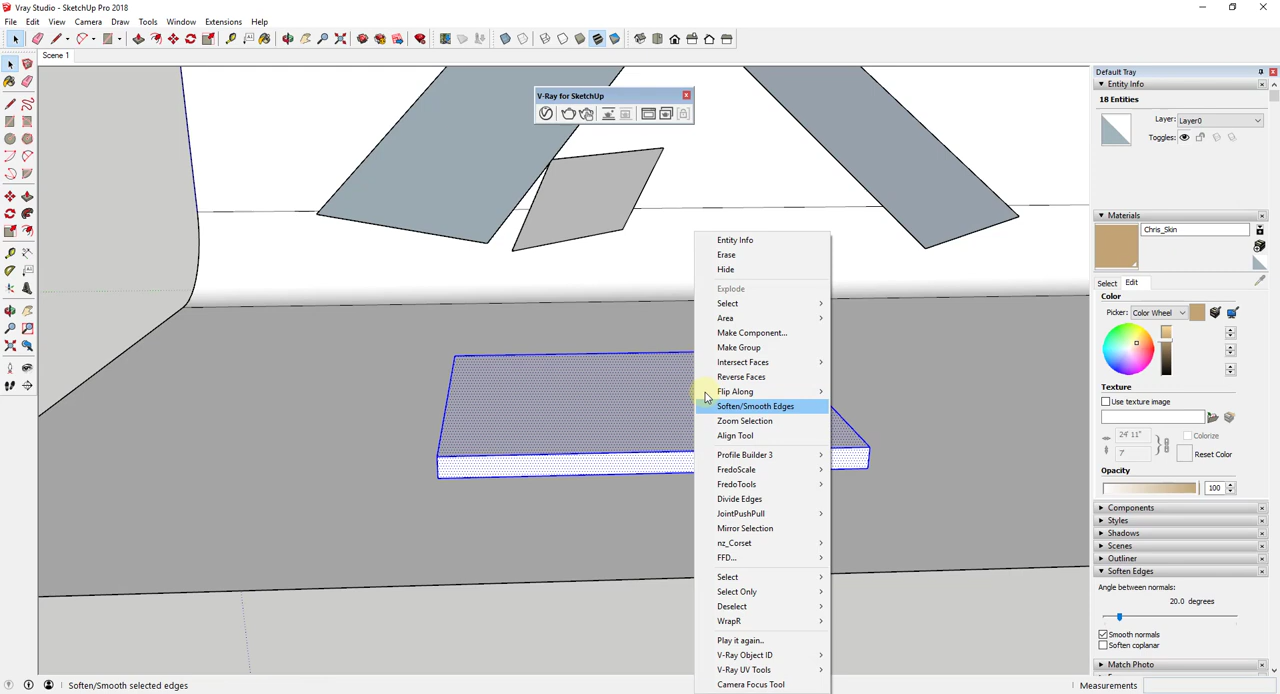 Vray Studio - SketchUp Pro 2018
File Edit View Camera Draw Tools Window Extensions Help
Scene 1
V-Ray for SketchUp
Entity Info
Erase
Hide
Explode
Select
Area
Make Component...
Make Group
Intersect Faces
Reverse Faces
Flip Along
Soften/Smooth Edges
Zoom Selection
Align Tool
Profile Builder 3
FredoScale
FredoTools
Divide Edges
JointPushPull
Mirror Selection
nz_Corset
FFD...
Select
Select Only
Deselect
WrapR
Play it again..
V-Ray Object ID
V-Ray UV Tools
Camera Focus Tool
Default Tray
Entity Info
18 Entities
Layer: Layer0
Toggles:
Materials
Chris_Skin
Select Edit
Color
Picker: Color Wheel
Texture
Use texture image
24' 11"
7'
Colorize
Reset Color
Opacity
100
Components
Styles
Shadows
Scenes
Outliner
Soften Edges
Angle between normals:
20.0 degrees
Smooth normals
Soften coplanar
Match Photo
Soften/Smooth selected edges
Measurements